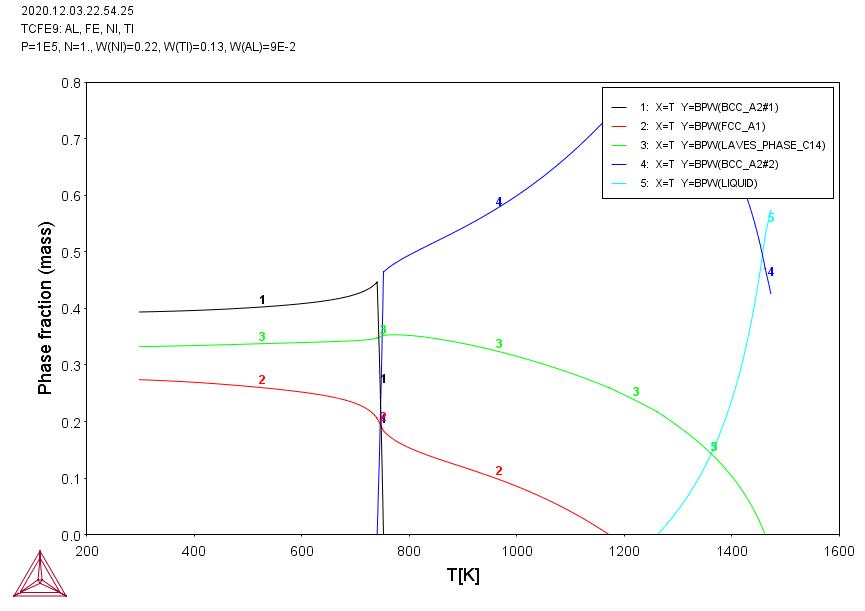 2020.12.03.22.54.25
TCFE9: AL, FE, NI, TI
P=1E5, N=1., W(NI)=0.22, W(TI)=0.13, W(AL)=9E-2
1: X=T Y=BPW(BCC_A2#1)
2: X=T Y=BPW(FCC_A1)
3: X=T Y=BPW(LAVES_PHASE_C14)
4: X=T Y=BPW(BCC_A2#2)
5: X=T Y=BPW(LIQUID)
Phase fraction (mass)
0.8
0.7
0.6
0.5
0.4
0.3
0.2
0.1
0.0
1
3
2
3
1
4
4
3
2
3
5
5
4
200 400 600 800 1000 1200 1400 1600
T[K]